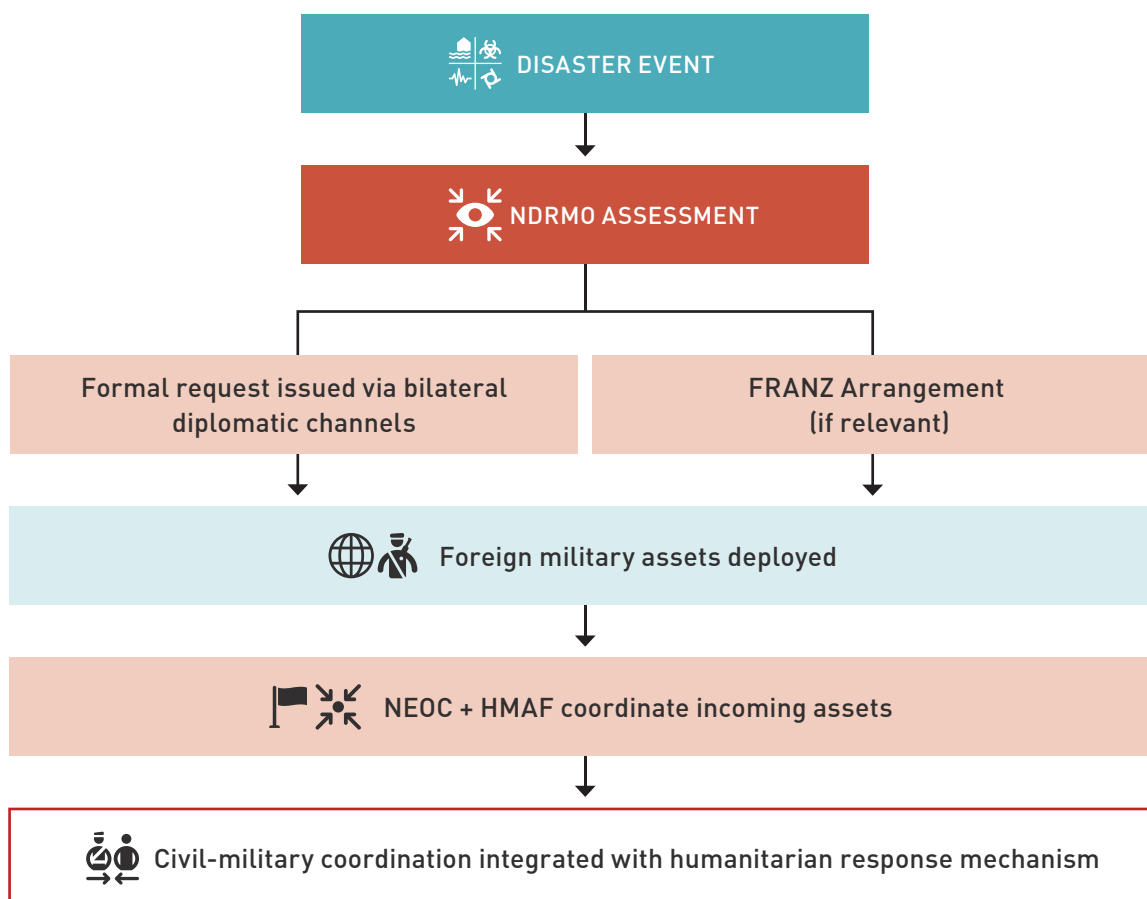 DISASTER EVENT
NDRMO ASSESSMENT
Formal request issued via bilateral
diplomatic channels
FRANZ Arrangement
(if relevant)
Foreign military assets deployed
NEOC + HMAF coordinate incoming assets
Civil-military coordination integrated with humanitarian response mechanism